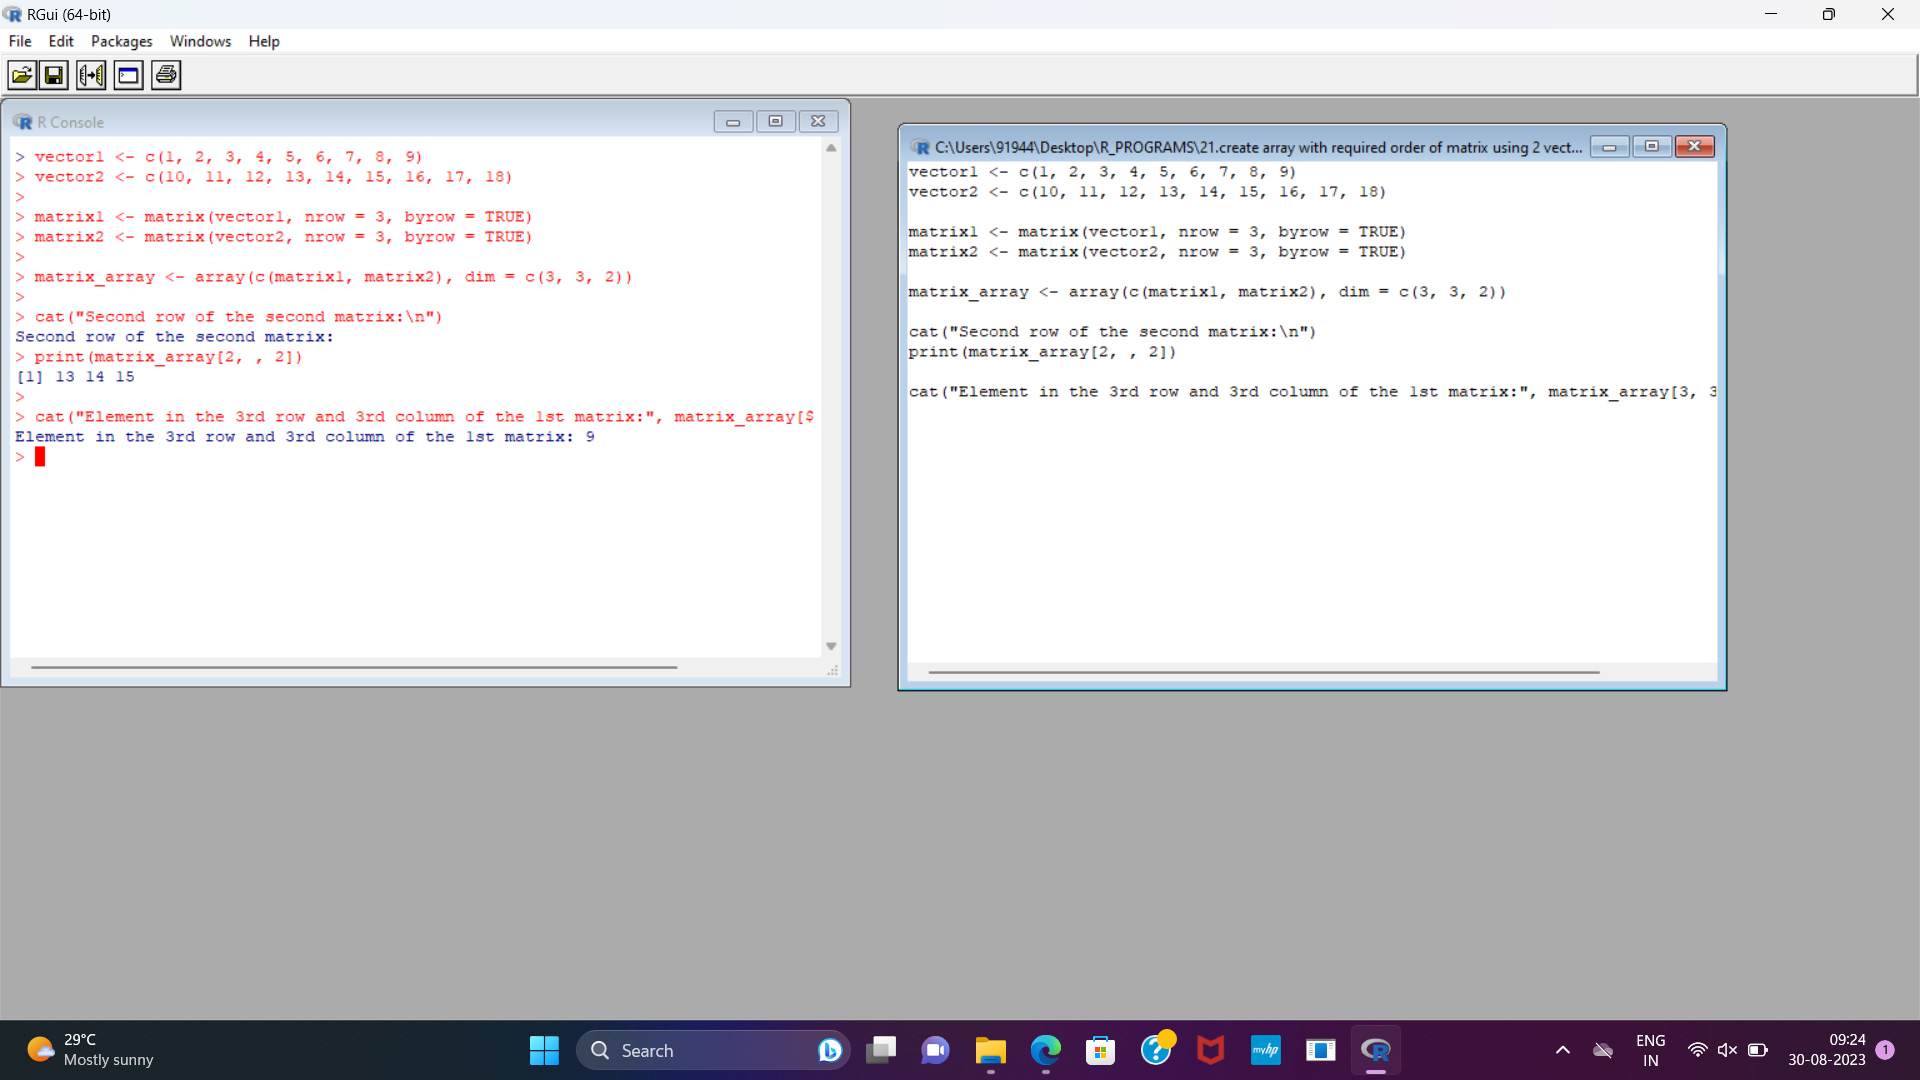 RGui (64-bit)
File Edit Packages Windows Help
R Console
> vector1 <- c(1, 2, 3, 4, 5, 6, 7, 8, 9)
> vector2 <- c(10, 11, 12, 13, 14, 15, 16, 17, 18)
>
> matrix1 <- matrix(vector1, nrow = 3, byrow = TRUE)
> matrix2 <- matrix(vector2, nrow = 3, byrow = TRUE)
>
> matrix_array <- array(c(matrix1, matrix2), dim = c(3, 3, 2))
>
> cat("Second row of the second matrix:\n")
Second row of the second matrix:
> print(matrix_array[2, , 2])
[1] 13 14 15
>
> cat("Element in the 3rd row and 3rd column of the 1st matrix:", matrix_array[$
Element in the 3rd row and 3rd column of the 1st matrix: 9
>
C:\Users\91944\Desktop\R_PROGRAMS\21.create array with required order of matrix using 2 vect...
vector1 <- c(1, 2, 3, 4, 5, 6, 7, 8, 9)
vector2 <- c(10, 11, 12, 13, 14, 15, 16, 17, 18)
matrix1 <- matrix(vector1, nrow = 3, byrow = TRUE)
matrix2 <- matrix(vector2, nrow = 3, byrow = TRUE)
matrix_array <- array(c(matrix1, matrix2), dim = c(3, 3, 2))
cat("Second row of the second matrix:\n")
print(matrix_array[2, , 2])
cat("Element in the 3rd row and 3rd column of the 1st matrix:", matrix_array[3, 3
29°C
Mostly sunny
Search
myhp
ENG
IN
09:24
30-08-2023
1